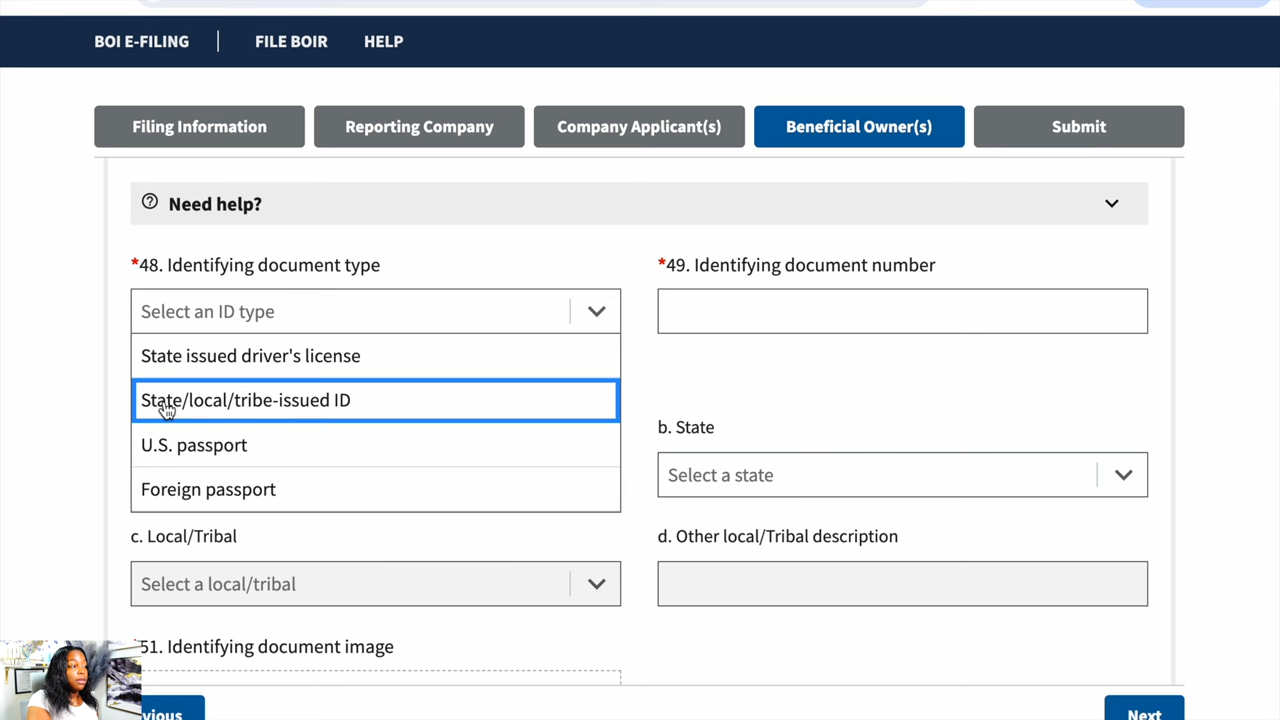 BOI E-FILING
FILE BOIR
HELP
Filing Information
Reporting Company
Company Applicant(s)
Beneficial Owner(s)
Submit
Need help?
*48. Identifying document type
*49. Identifying document number
Select an ID type
State issued driver's license
State/local/tribe-issued ID
U.S. passport
Foreign passport
b. State
Select a state
c. Local/Tribal
d. Other local/Tribal description
Select a local/tribal
51. Identifying document image
vious
Next